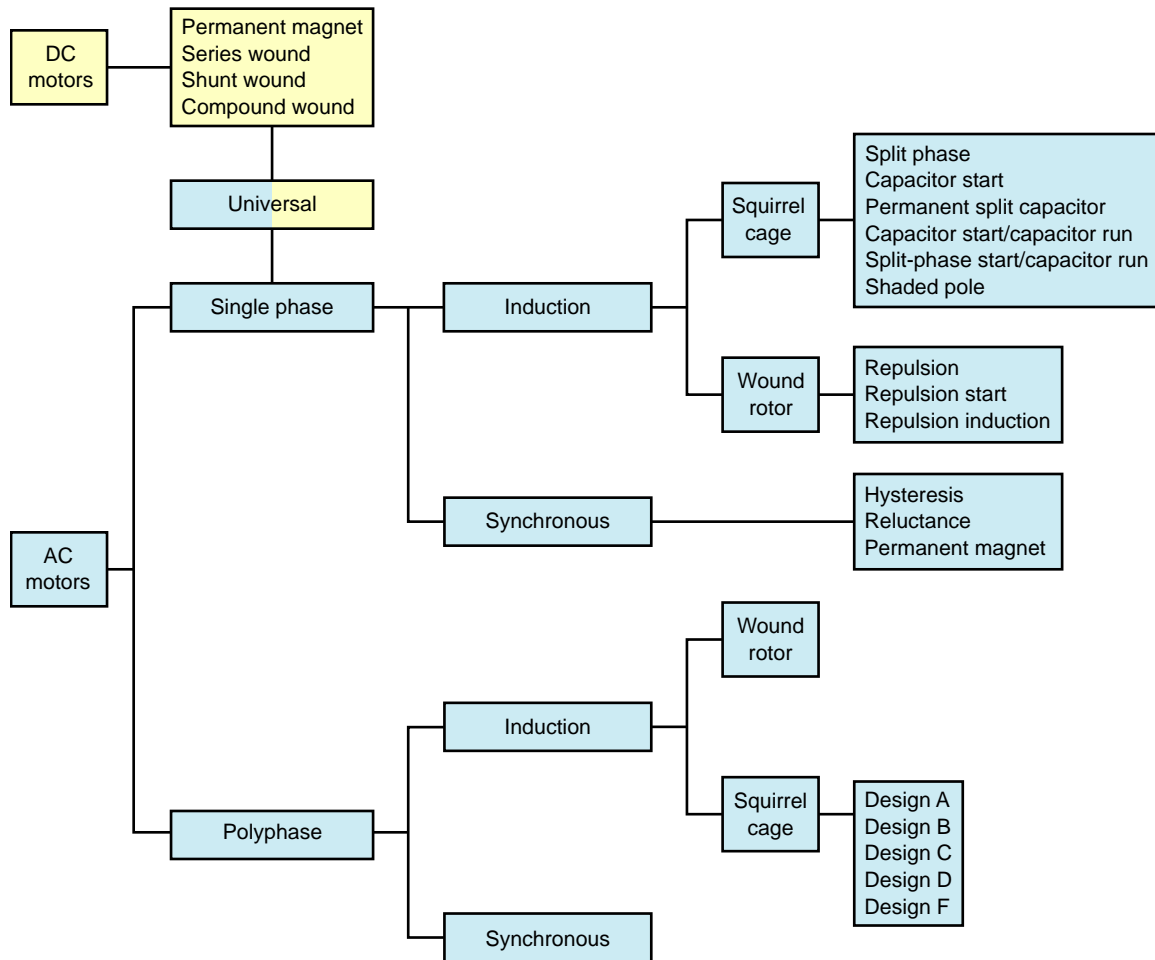 DC
motors
Permanent magnet
Series wound
Shunt wound
Compound wound
Universal
Single phase
Induction
Squirrel
cage
Split phase
Capacitor start
Permanent split capacitor
Capacitor start/capacitor run
Split-phase start/capacitor run
Shaded pole
Wound
rotor
Repulsion
Repulsion start
Repulsion induction
Synchronous
Hysteresis
Reluctance
Permanent magnet
AC
motors
Polyphase
Induction
Wound
rotor
Squirrel
cage
Design A
Design B
Design C
Design D
Design F
Synchronous